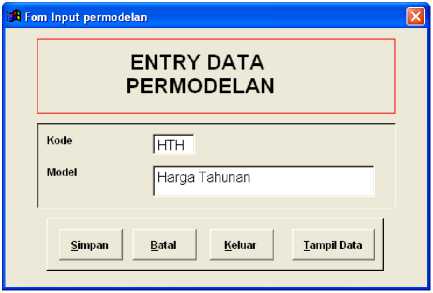 Fom Input permodelan
ENTRY DATA
PERMODELAN
Kode
HTH
Model
Harga Tahunan
Simpan Batal Keluar Tampil Data